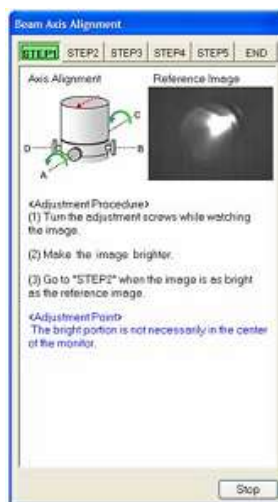 Beam Axis Alignment
STEP1 STEP2 STEP3 STEP4 STEP5 END
Axis Alignment Reference Image
C
D B
A
<Adjustment Procedure>
(1) Turn the adjustment screws while watching
the image.
(2) Make the image brighter.
(3) Go to "STEP2" when the image is as bright
as the reference image.
<Adjustment Point>
The bright portion is not necessarily in the center
of the monitor.
Stop